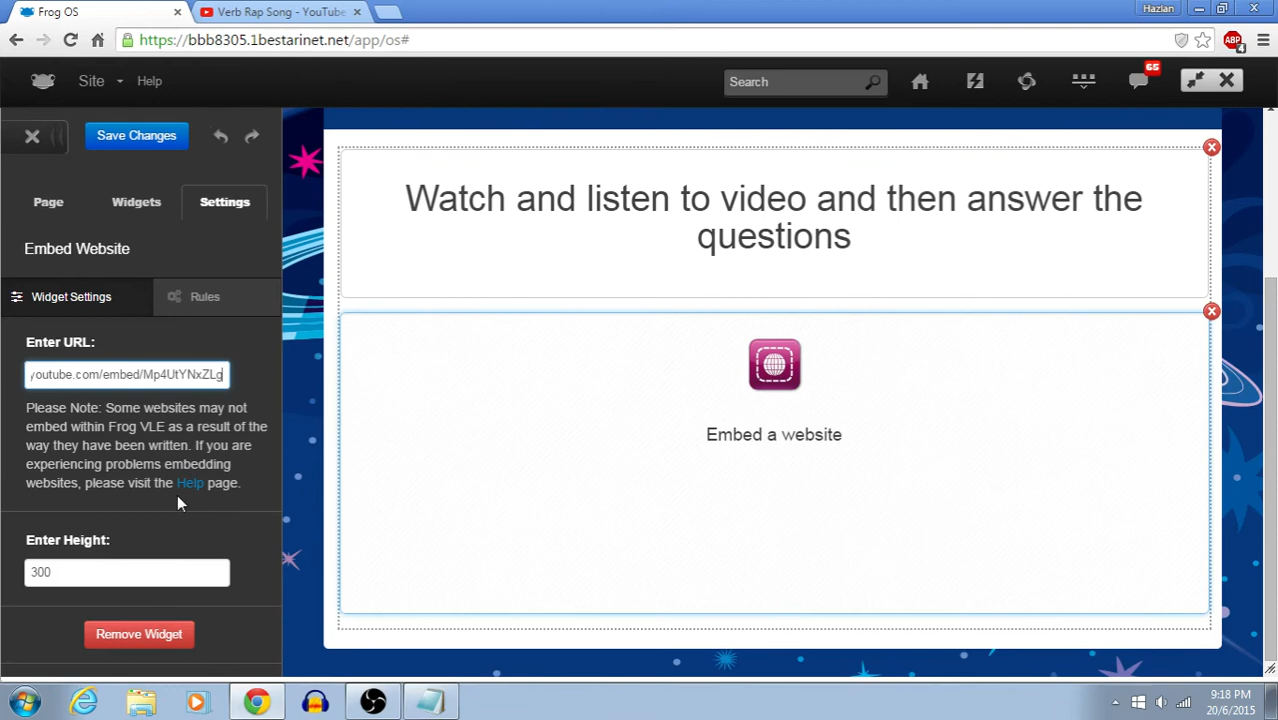 Frog OS
Verb Rap Song - YouTube
Hazlan
https://bbb8305.1bestarinet.net/app/os#
ABP
4
Site
Help
Search
65
Save Changes
Page
Widgets
Settings
Embed Website
Widget Settings
Rules
Enter URL:
youtube.com/embed/Mp4UtYNxZLg
Please Note: Some websites may not
embed within Frog VLE as a result of the
way they have been written. If you are
experiencing problems embedding
websites, please visit the Help page.
Enter Height:
300
Remove Widget
Watch and listen to video and then answer the
questions
Embed a website
9:18 PM
20/6/2015